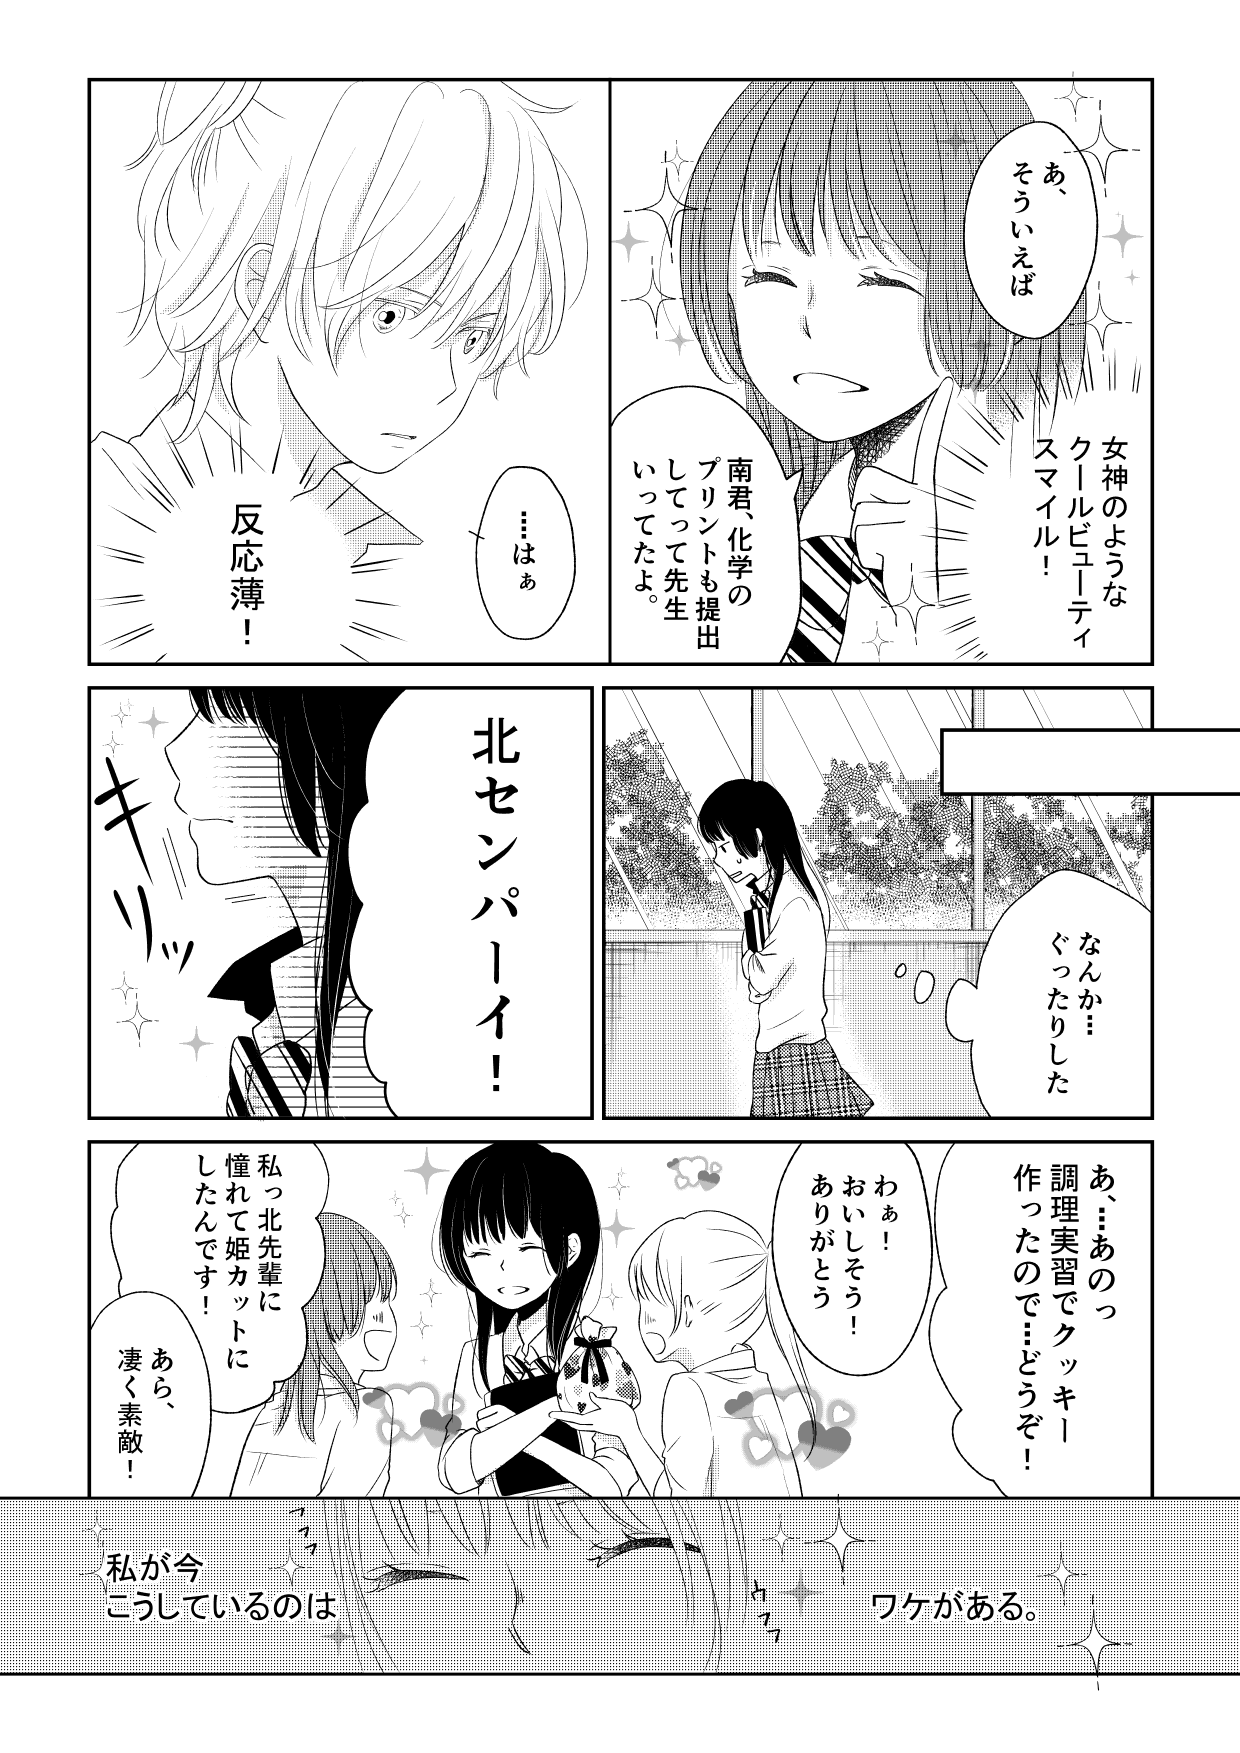 あ、
そういえば
女神のような
クールビューティ
スマイル！
南君、化学の
プリントも提出
してって先生
いってたよ。
…はぁ
反応薄！
なんか…
ぐったりした
北センパーイ！
キリッ
あ、…あのっ
調理実習でクッキー
作ったので…どうぞ！
わぁ！
おいしそう！
ありがとう
私っ北先輩に
憧れて姫カットに
したんです！
あら、
凄く素敵！
私が今
こうしているのは
ウフフ
ワケがある。